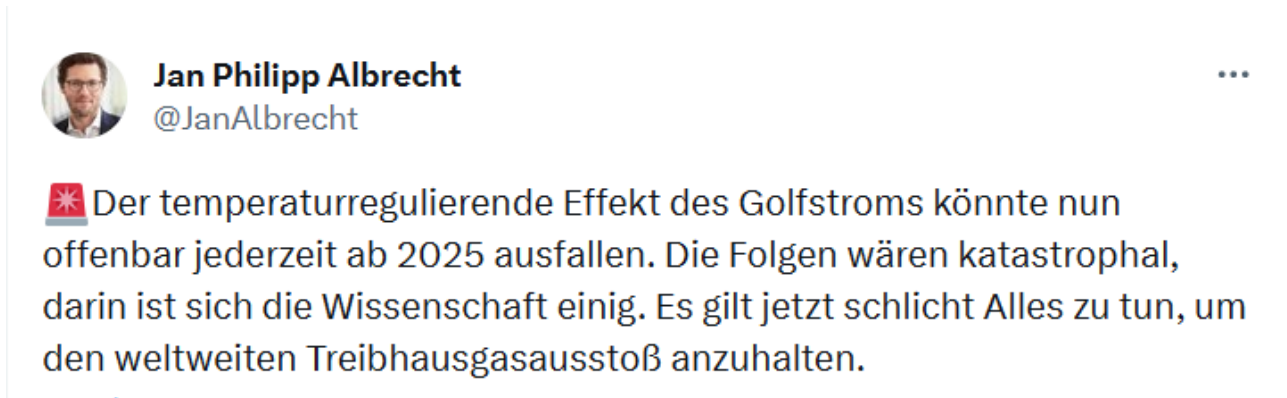 Jan Philipp Albrecht
@JanAlbrecht
🚨Der temperaturregulierende Effekt des Golfstroms könnte nun
offenbar jederzeit ab 2025 ausfallen. Die Folgen wären katastrophal,
darin ist sich die Wissenschaft einig. Es gilt jetzt schlicht Alles zu tun, um
den weltweiten Treibhausgasausstoß anzuhalten.